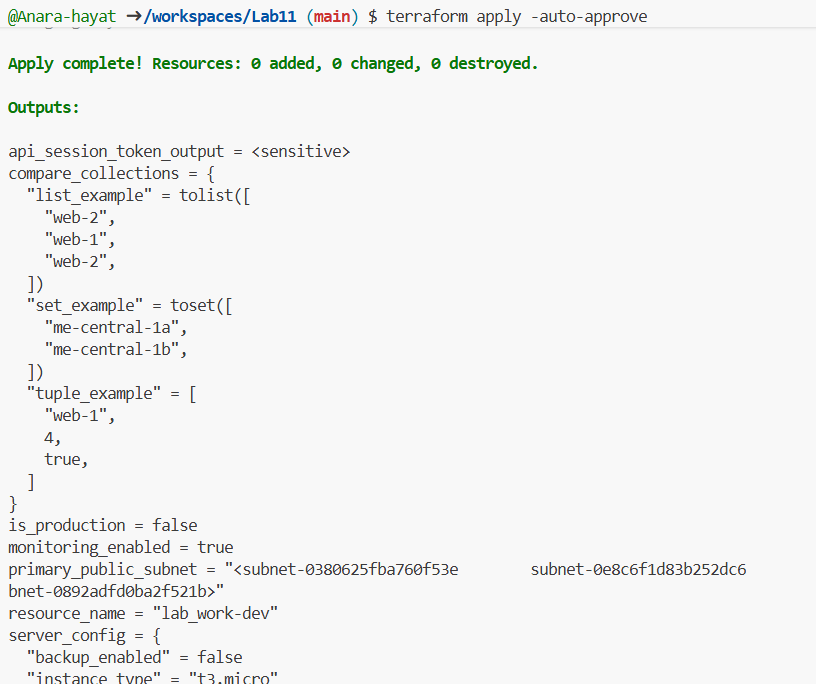 @Anara-hayat →/workspaces/Lab11 (main) $ terraform apply -auto-approve
Apply complete! Resources: 0 added, 0 changed, 0 destroyed.
Outputs:
api_session_token_output = <sensitive>
compare_collections = {
  "list_example" = tolist([
    "web-2",
    "web-1",
    "web-2",
  ])
  "set_example" = toset([
    "me-central-1a",
    "me-central-1b",
  ])
  "tuple_example" = [
    "web-1",
    4,
    true,
  ]
}
is_production = false
monitoring_enabled = true
primary_public_subnet = "<subnet-0380625fba760f53e        subnet-0e8c6f1d83b252dc6
bnet-0892adfd0ba2f521b>"
resource_name = "lab_work-dev"
server_config = {
  "backup_enabled" = false
  "instance_type" = "t3.micro"